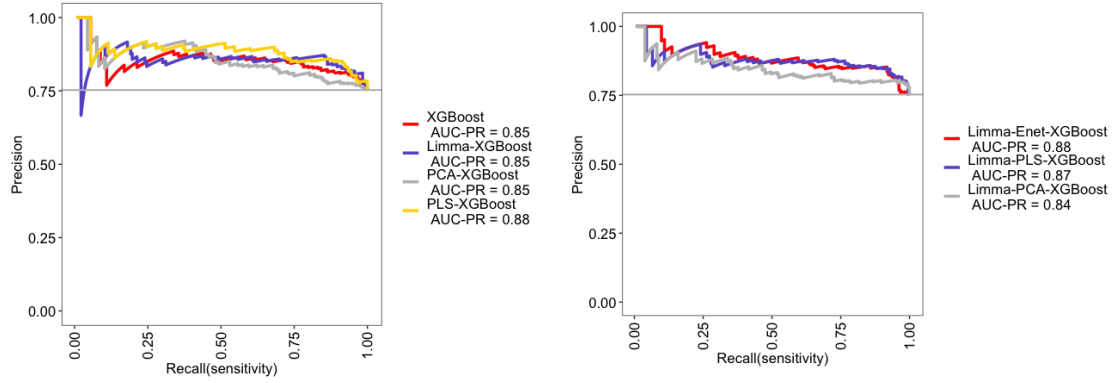 1.00
0.75
0.50
0.25
0.00
Precision
0.00
0.25
0.50
0.75
1.00
Recall(sensitivity)
XGBoost
AUC-PR = 0.85
Limma-XGBoost
AUC-PR = 0.85
PCA-XGBoost
AUC-PR = 0.85
PLS-XGBoost
AUC-PR = 0.88
1.00
0.75
0.50
0.25
0.00
Precision
0.00
0.25
0.50
0.75
1.00
Recall(sensitivity)
Limma-Enet-XGBoost
AUC-PR = 0.88
Limma-PLS-XGBoost
AUC-PR = 0.87
Limma-PCA-XGBoost
AUC-PR = 0.84